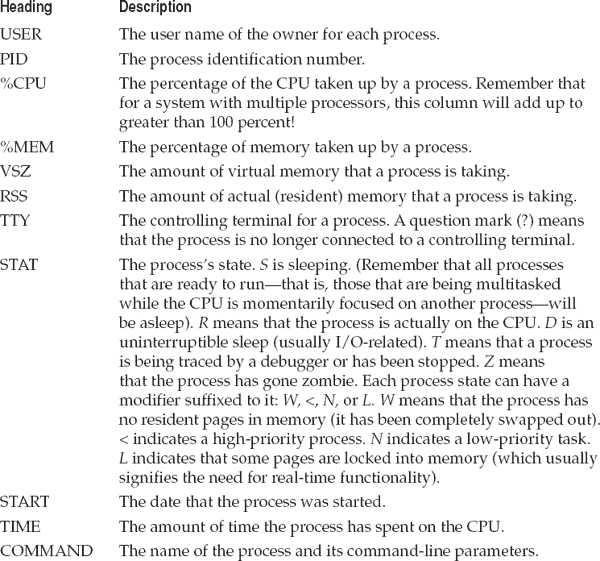 Heading Description
USER The user name of the owner for each process.
PID The process identification number.
%CPU The percentage of the CPU taken up by a process. Remember that
for a system with multiple processors, this column will add up to
greater than 100 percent!
%MEM The percentage of memory taken up by a process.
VSZ The amount of virtual memory that a process is taking.
RSS The amount of actual (resident) memory that a process is taking.
TTY The controlling terminal for a process. A question mark (?) means
that the process is no longer connected to a controlling terminal.
STAT The process's state. S is sleeping. (Remember that all processes
that are ready to run—that is, those that are being multitasked
while the CPU is momentarily focused on another process—will
be asleep). R means that the process is actually on the CPU. D is an
uninterruptible sleep (usually I/O-related). T means that a process
is being traced by a debugger or has been stopped. Z means
that the process has gone zombie. Each process state can have a
modifier suffixed to it: W, <, N, or L. W means that the process has
no resident pages in memory (it has been completely swapped out).
< indicates a high-priority process. N indicates a low-priority task.
L indicates that some pages are locked into memory (which usually
signifies the need for real-time functionality).
START The date that the process was started.
TIME The amount of time the process has spent on the CPU.
COMMAND The name of the process and its command-line parameters.